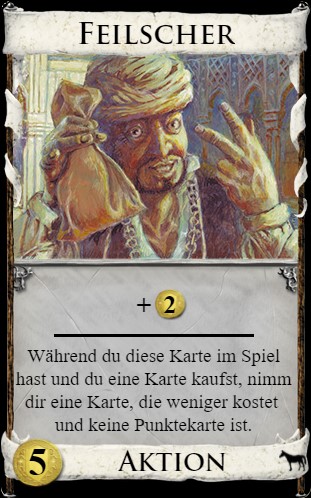 FEILSCHER
+ 2
Während du diese Karte im Spiel
hast und du eine Karte kaufst, nimm
dir eine Karte, die weniger kostet
und keine Punktekarte ist.
5 AKTION